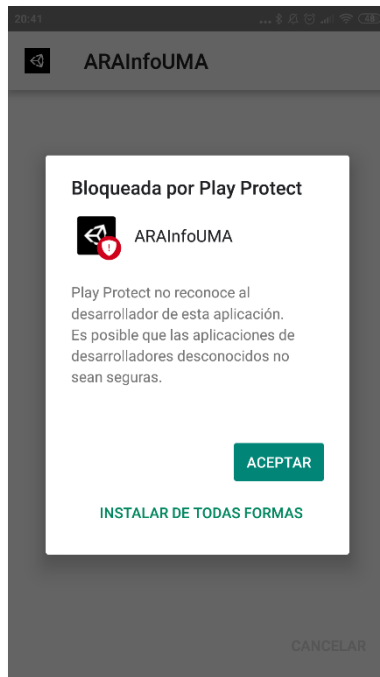 20:41
48
ARAInfoUMA
Bloqueada por Play Protect
ARAInfoUMA
Play Protect no reconoce al
desarrollador de esta aplicación.
Es posible que las aplicaciones de
desarrolladores desconocidos no
sean seguras.
ACEPTAR
INSTALAR DE TODAS FORMAS
CANCELAR